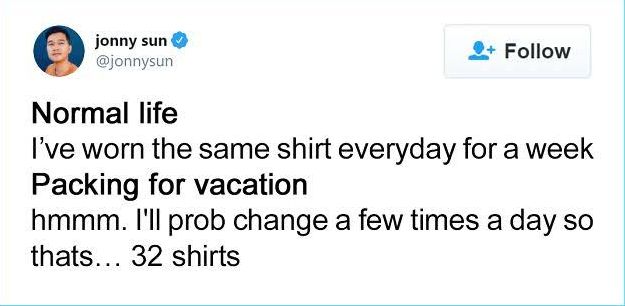 jonny sun
@jonnysun
Follow
Normal life
I've worn the same shirt everyday for a week
Packing for vacation
hmmm. I'll prob change a few times a day so
thats... 32 shirts